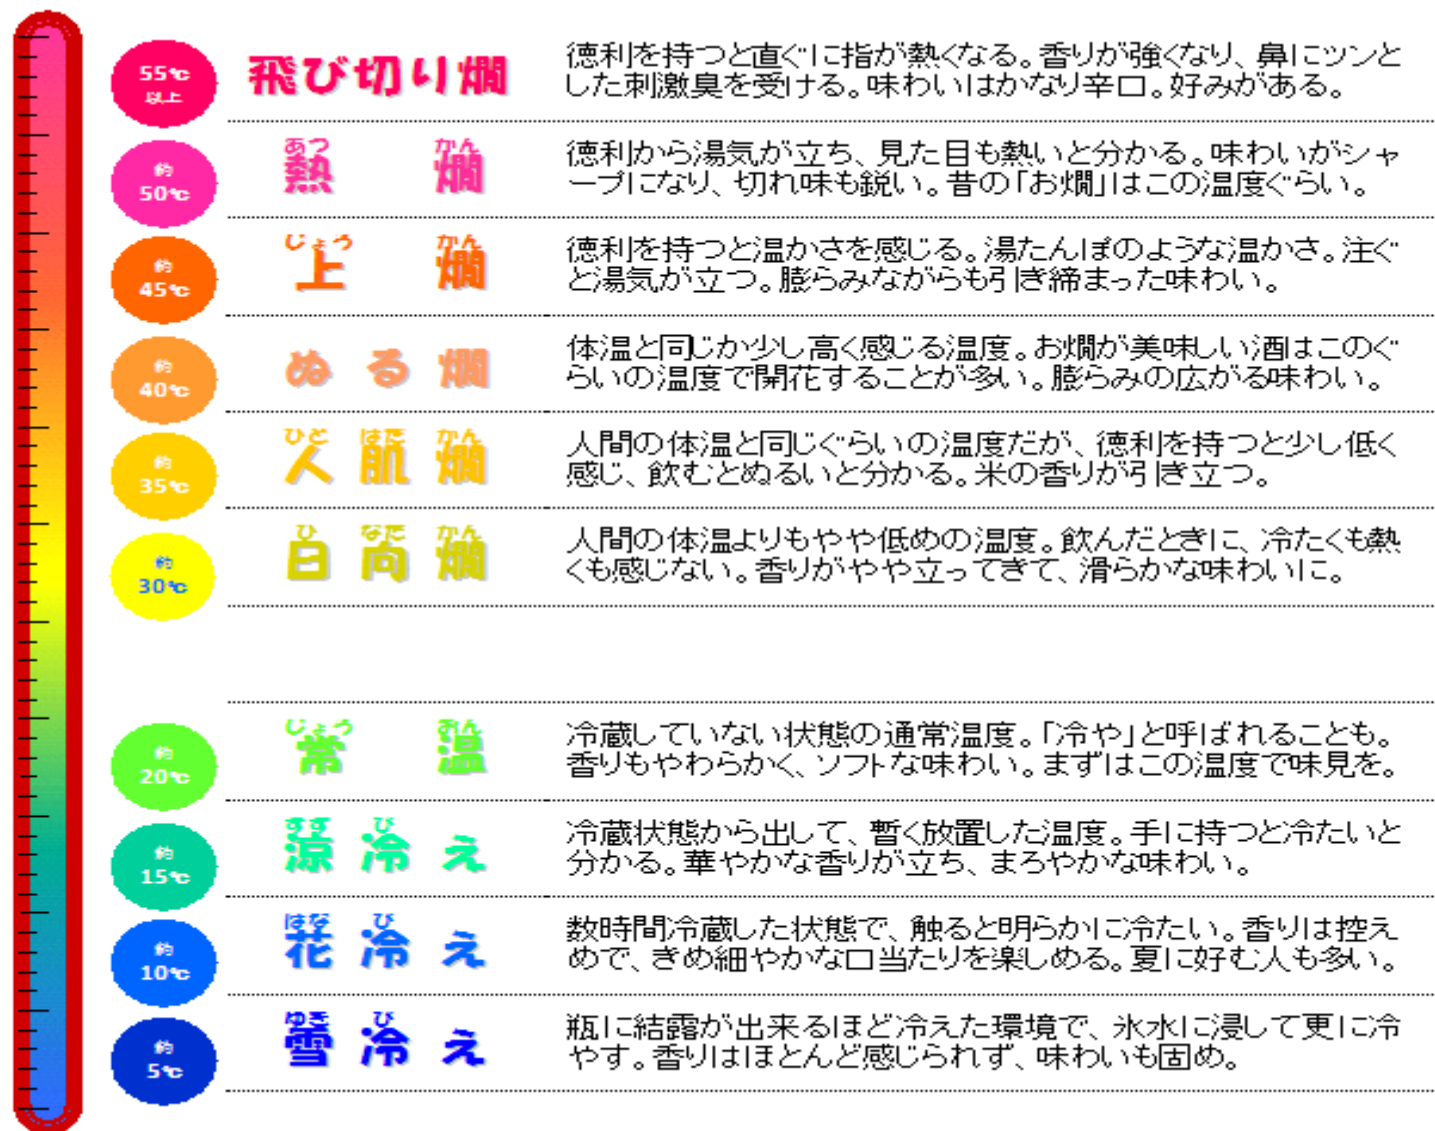 55℃
以上
飛び切り燗
徳利を持つと直ぐに指が熱くなる。香りが強くなり、鼻にツンと
した刺激臭を受ける。味わいはかなり辛口。好みがある。
約
50℃
あつ かん
熱 燗
徳利から湯気が立ち、見た目も熱いと分かる。味わいがシャ
ープになり、切れ味も鋭い。昔の「お燗」はこの温度ぐらい。
約
45℃
じょう かん
上 燗
徳利を持つと温かさを感じる。湯たんぽのような温かさ。注ぐ
と湯気が立つ。膨らみながらも引き締まった味わい。
約
40℃
ぬる燗
体温と同じか少し高く感じる温度。お燗が美味しい酒はこのぐ
らいの温度で開花することが多い。膨らみの広がる味わい。
約
35℃
ひと はだ かん
人肌燗
人間の体温と同じぐらいの温度だが、徳利を持つと少し低く
感じ、飲むとぬるいと分かる。米の香りが引き立つ。
約
30℃
ひ なた かん
日向燗
人間の体温よりもやや低めの温度。飲んだときに、冷たくも熱
くも感じない。香りがやや立ってきて、滑らかな味わいに。
約
20℃
じょう おん
常 温
冷蔵していない状態の通常温度。「冷や」と呼ばれることも。
香りもやわらかく、ソフトな味わい。まずはこの温度で味見を。
約
15℃
すず び
涼冷え
冷蔵状態から出して、暫く放置した温度。手に持つと冷たいと
分かる。華やかな香りが立ち、まろやかな味わい。
約
10℃
はな び
花冷え
数時間冷蔵した状態で、触ると明らかに冷たい。香りは控え
めで、きめ細やかな口当たりを楽しめる。夏に好む人も多い。
約
5℃
ゆき び
雪冷え
瓶に結露が出来るほど冷えた環境で、氷水に浸して更に冷
やす。香りはほとんど感じられず、味わいも固め。